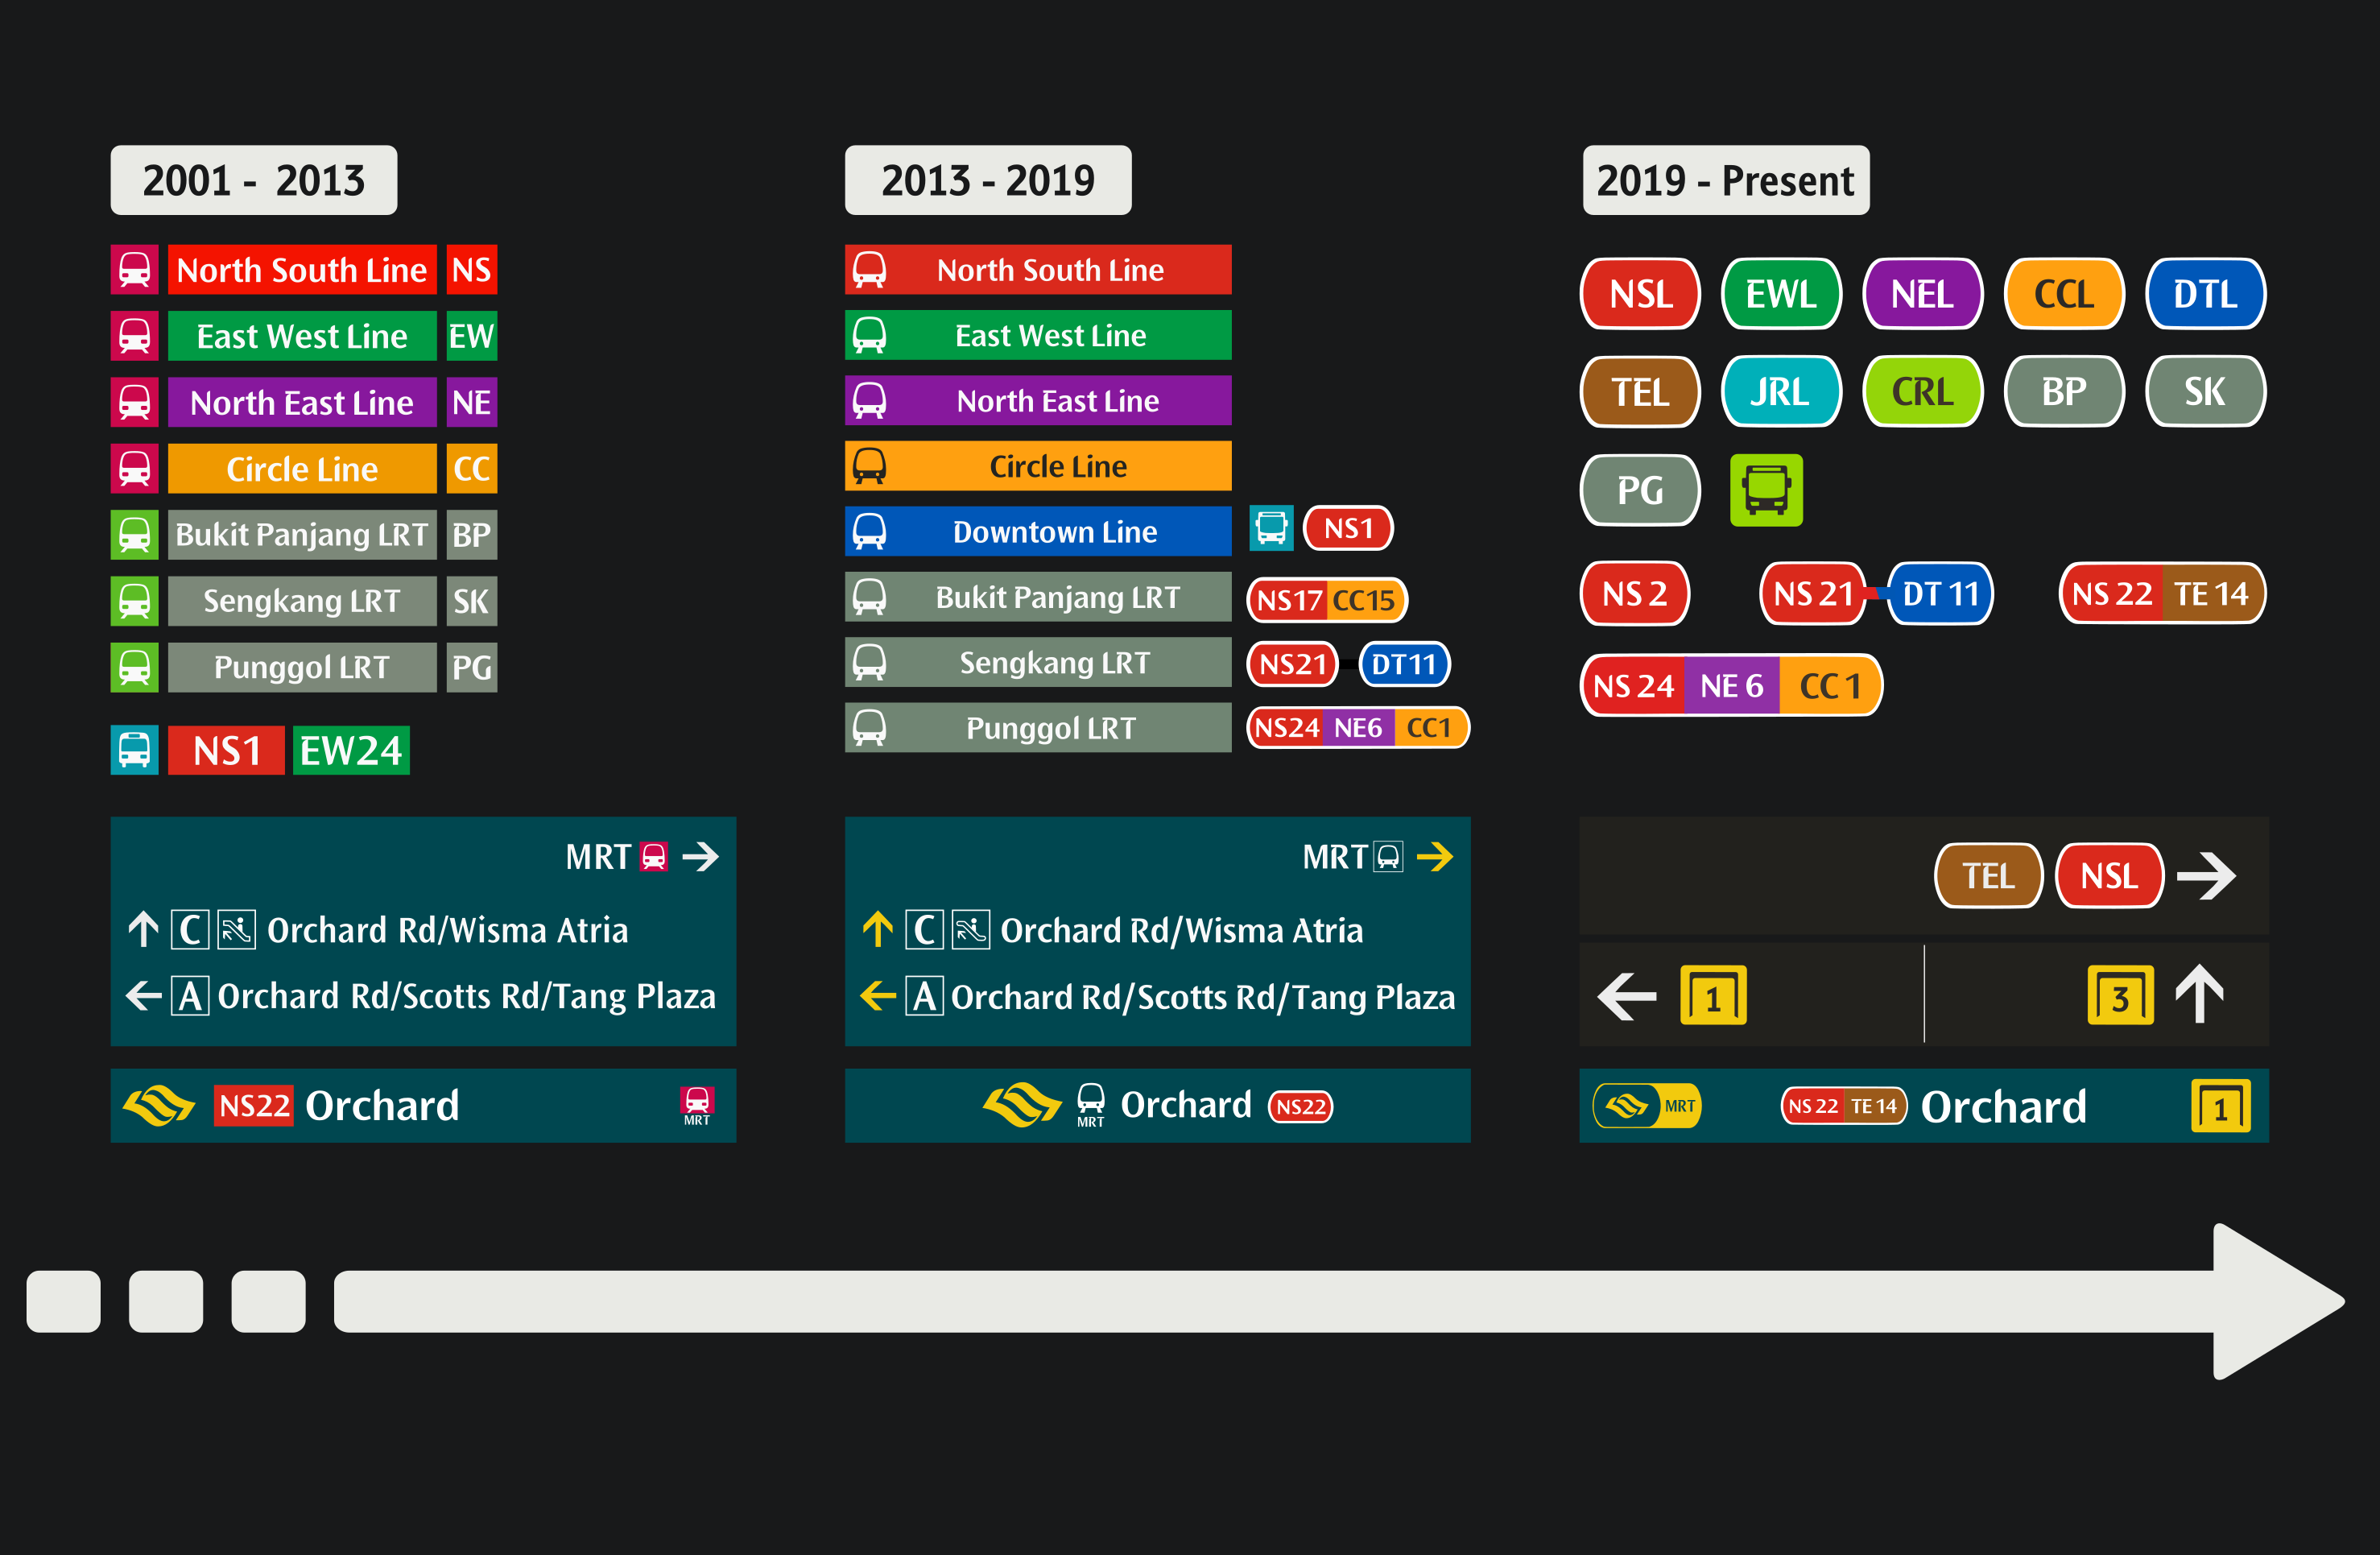 2001 - 2013
North South Line NS
East West Line EW
North East Line NE
Circle Line CC
Bukit Panjang LRT BP
Sengkang LRT SK
Punggol LRT PG
NS1 EW24
MRT
C Orchard Rd/Wisma Atria
A Orchard Rd/Scotts Rd/Tang Plaza
NS22 Orchard MRT
2013 - 2019
North South Line
East West Line
North East Line
Circle Line
Downtown Line NS1
Bukit Panjang LRT NS17 CC15
Sengkang LRT NS21 DT11
Punggol LRT NS24 NE6 CC1
MRT
C Orchard Rd/Wisma Atria
A Orchard Rd/Scotts Rd/Tang Plaza
MRT Orchard NS22
2019 - Present
NSL EWL NEL CCL DTL
TEL JRL CRL BP SK
PG
NS 2 NS 21 DT 11 NS 22 TE 14
NS 24 NE 6 CC 1
TEL NSL
1 3
MRT NS 22 TE 14 Orchard 1